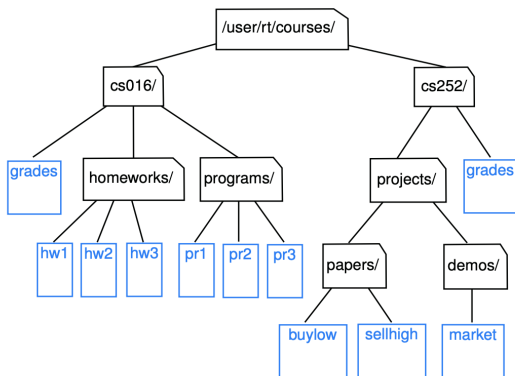 /user/rt/courses/
cs016/
cs252/
grades
homeworks/
programs/
projects/
grades
hw1
hw2
hw3
pr1
pr2
pr3
papers/
demos/
buylow
sellhigh
market